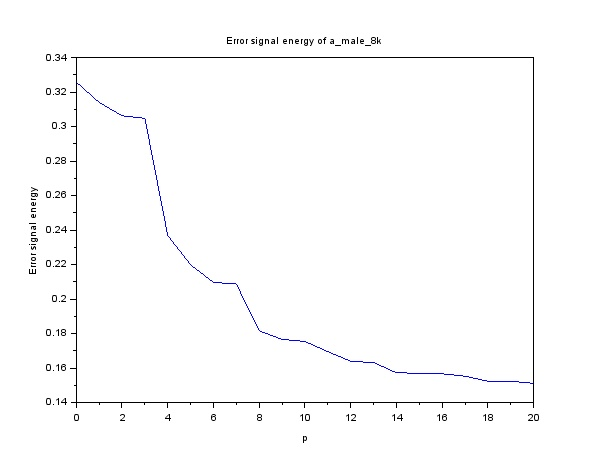 Error signal energy of a_male_8k
0.34
0.32
0.3
0.28
0.26
0.24
0.22
0.2
0.18
0.16
0.14
Error signal energy
0 2 4 6 8 10 12 14 16 18 20
p